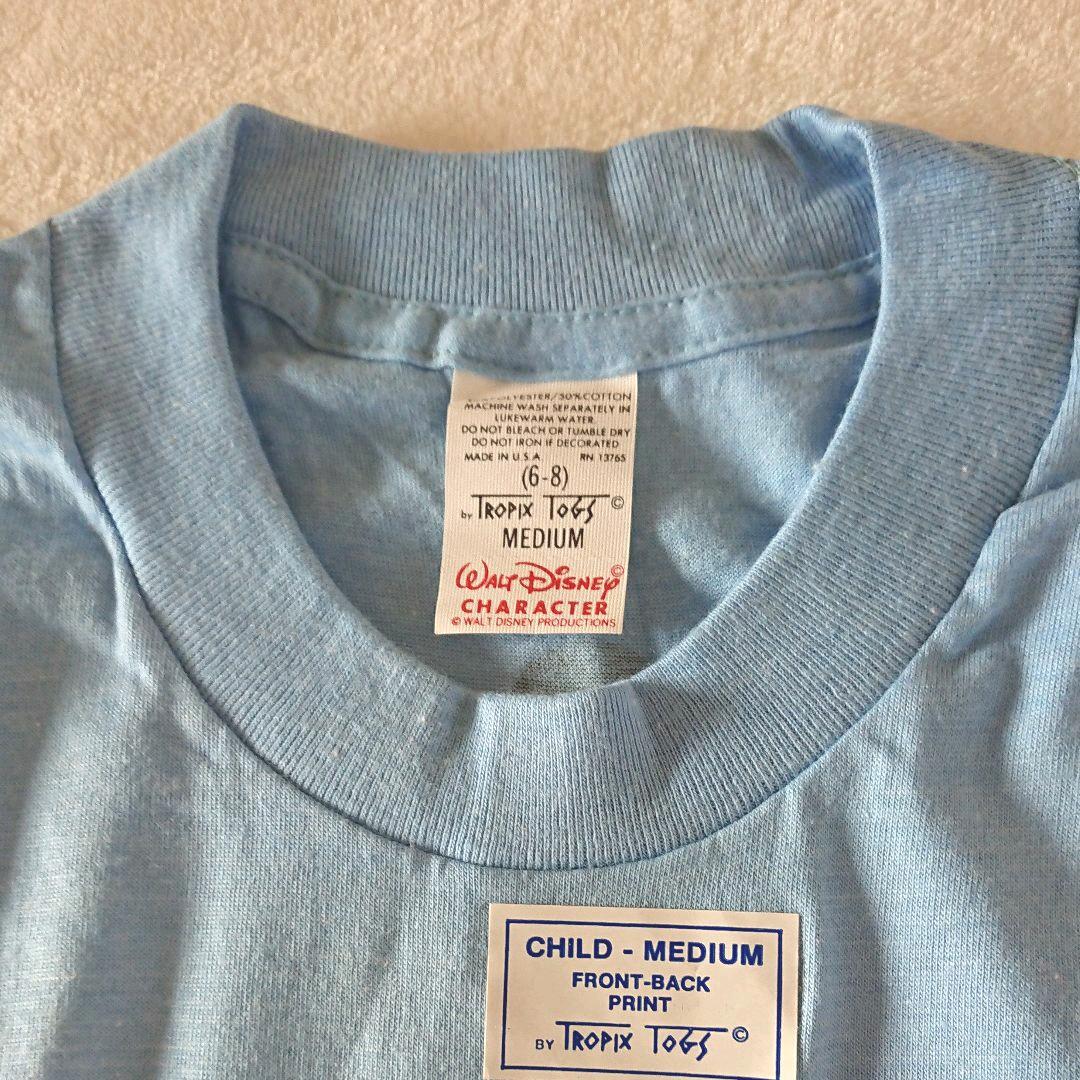 POLYESTER/50% COTTON
MACHINE WASH SEPARATELY IN
LUKEWARM WATER.
DO NOT BLEACH OR TUMBLE DRY
DO NOT IRON IF DECORATED.
MADE IN U.S.A. RN 13765
(6-8)
by TROPIX TOGS ©
MEDIUM
WALT DISNEY ©
CHARACTER
© WALT DISNEY PRODUCTIONS
CHILD - MEDIUM
FRONT-BACK
PRINT
BY TROPIX TOGS ©